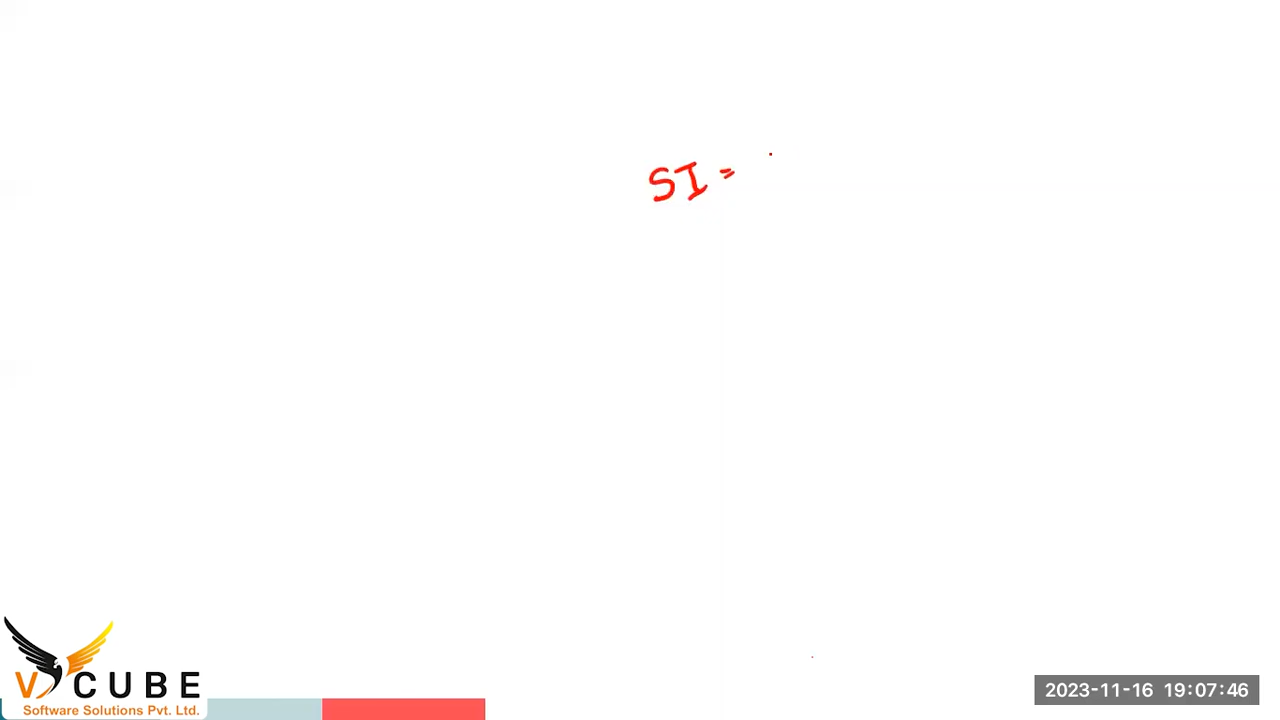 SI =
V CUBE
Software Solutions Pvt. Ltd.
2023-11-16 19:07:46